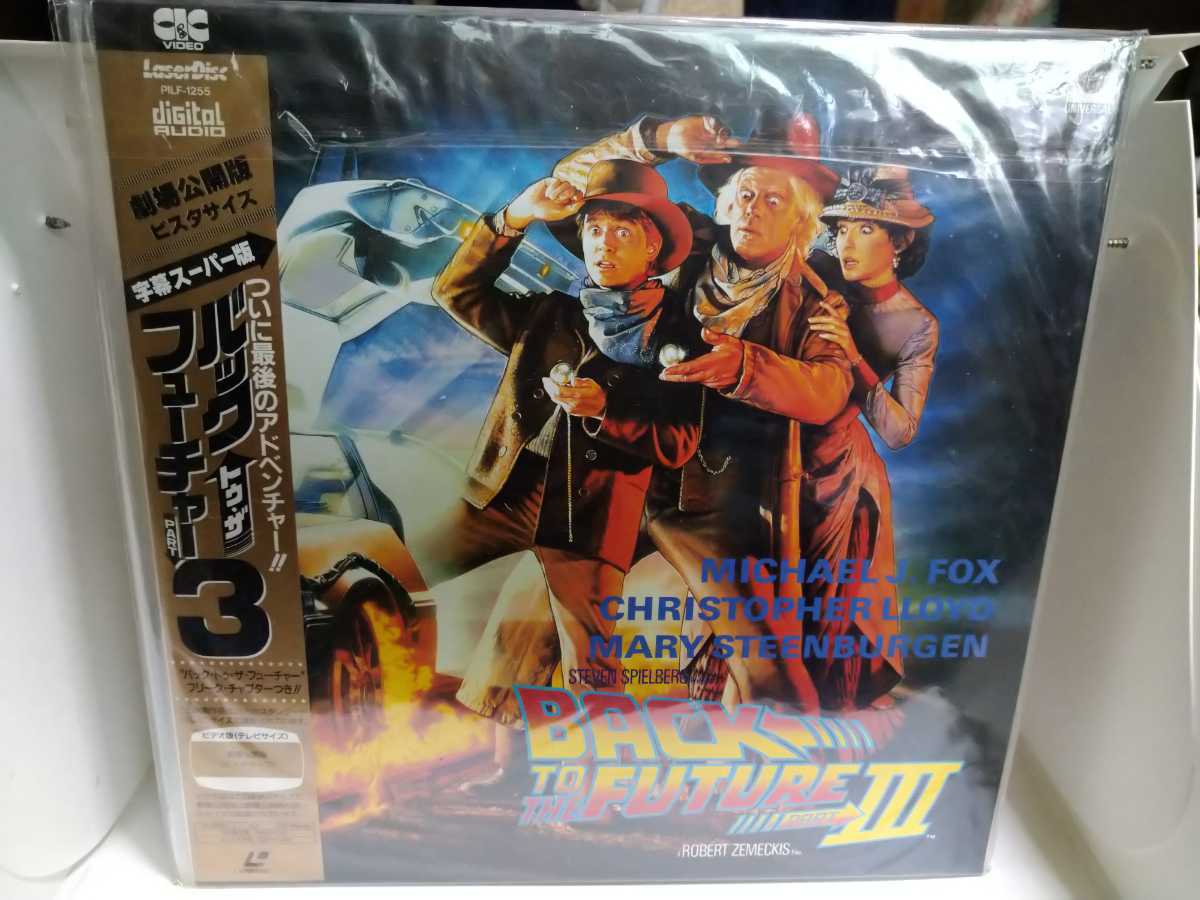 CIC
VIDEO
LaserDisc
PILF-1255
digital
AUDIO
劇場公開版
ビスタサイズ
字幕スーパー版
ついに最後のアドベンチャー!!
バック
トゥ・ザ
フューチャー
PART
3
"バック・トゥ・ザ・フューチャー"
フリーク・チャプターつき!!
ビデオ版(テレビサイズ)
UNIVERSAL
MICHAEL J. FOX
CHRISTOPHER LLOYD
MARY STEENBURGEN
STEVEN SPIELBERG
BACK
TO
THE FUTURE
PART III
TM
ROBERT ZEMECKIS